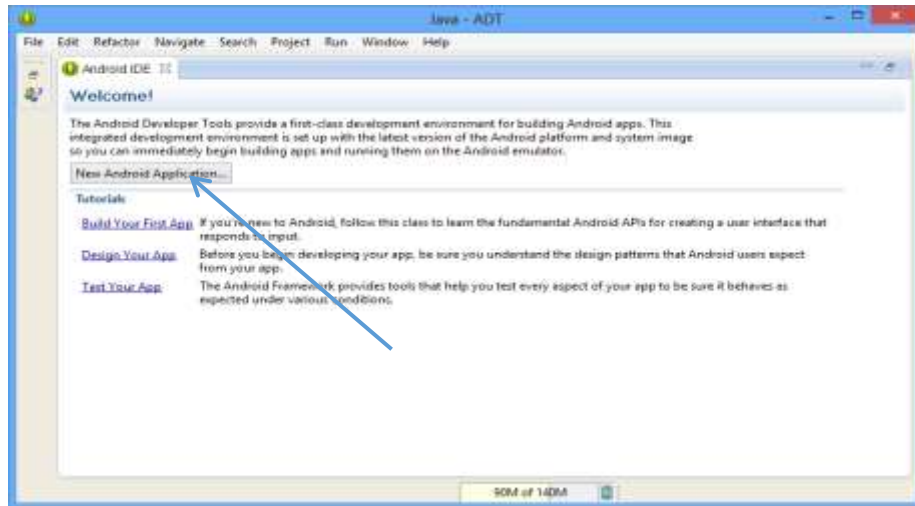 Java - ADT
File Edit Refactor Navigate Search Project Run Window Help
Android IDE
Welcome!
The Android Developer Tools provide a first-class development environment for building Android apps. This
integrated development environment is set up with the latest version of the Android platform and system image
so you can immediately begin building apps and running them on the Android emulator.
New Android Application...
Tutorials
Build Your First App If you're new to Android, follow this class to learn the fundamental Android APIs for creating a user interface that
responds to input.
Design Your App Before you begin developing your app, be sure you understand the design patterns that Android users expect
from your app.
Test Your App The Android Framework provides tools that help you test every aspect of your app to be sure it behaves as
expected under various conditions.
90M of 140M